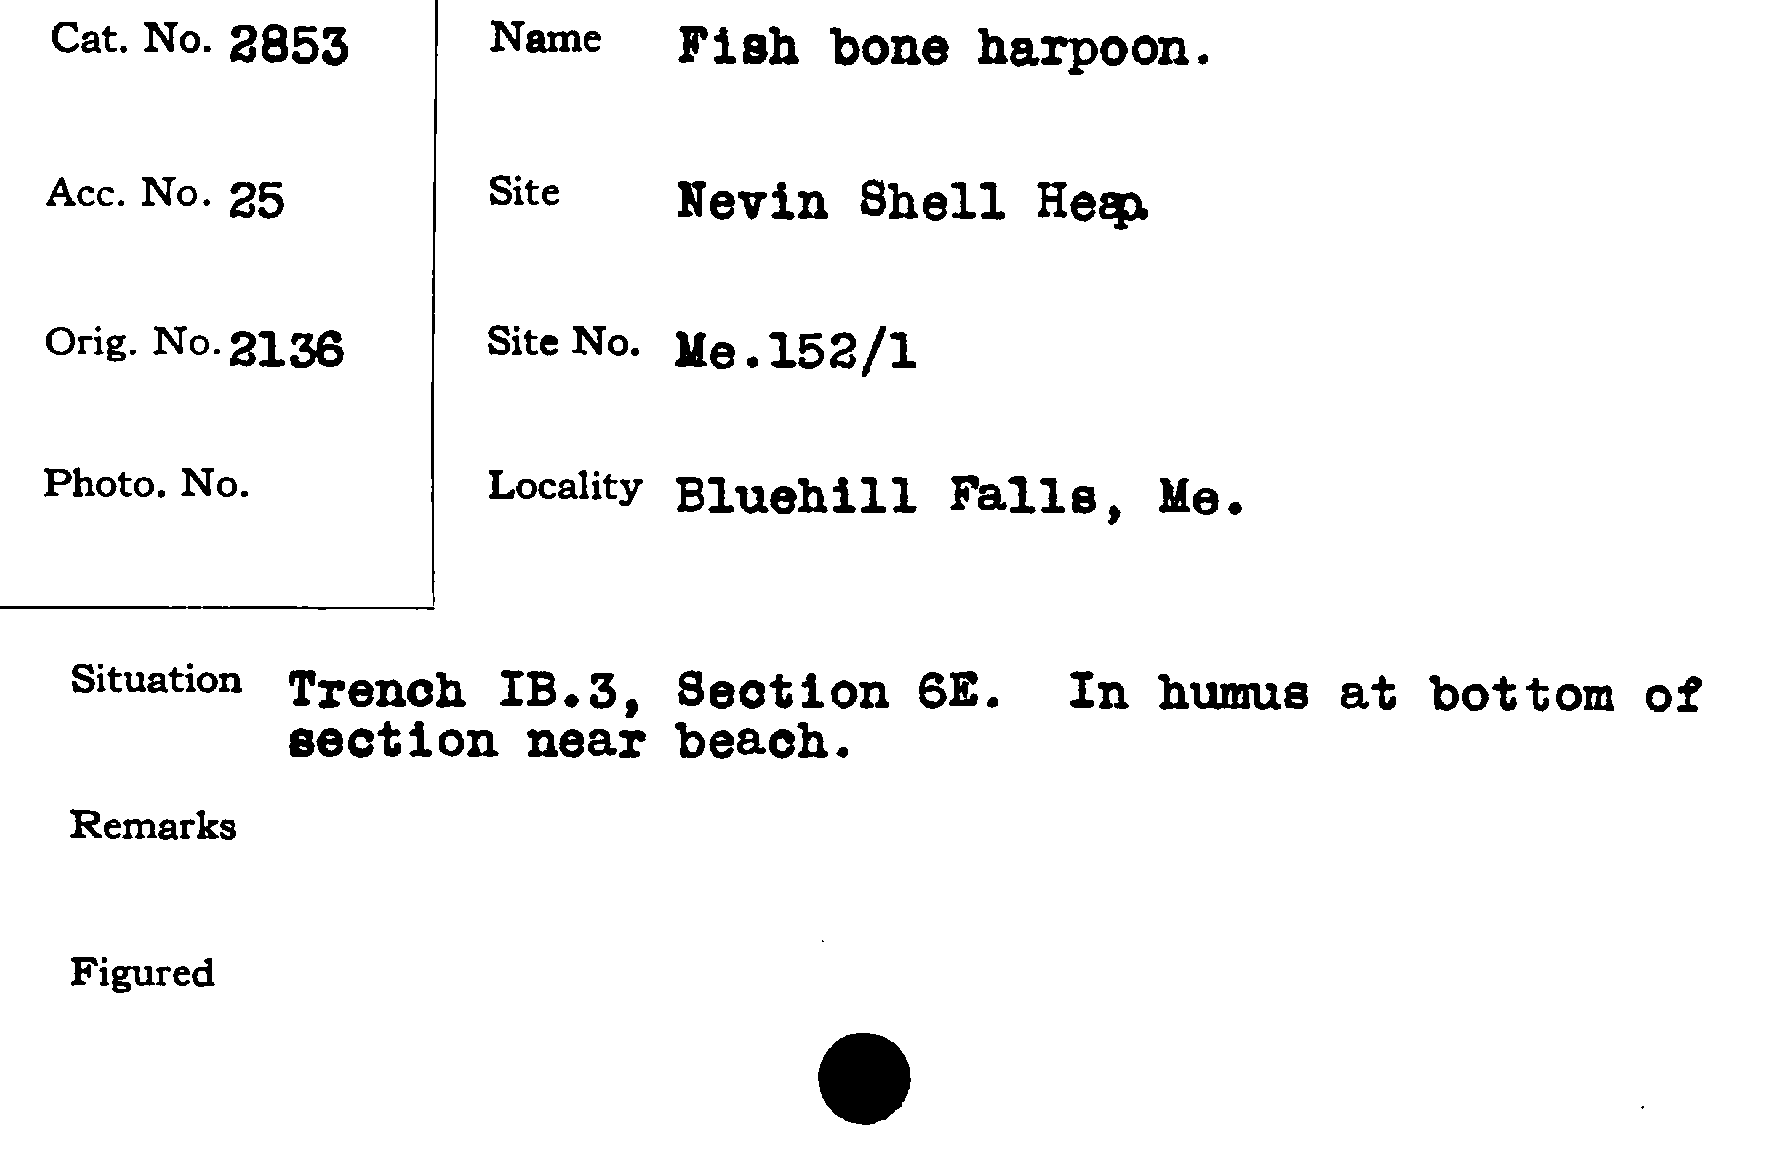 Cat. No. 2853
Acc. No. 25
Orig. No. 2136
Photo. No.
Name Fish bone harpoon.
Site Nevin Shell Heap
Site No. Me.152/1
Locality Bluehill Falls, Me.
Situation Trench IB.3, Section 6E. In humus at bottom of
section near beach.
Remarks
Figured